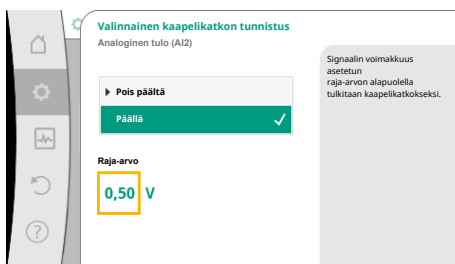 Valinnainen kaapelikatkon tunnistus
Analoginen tulo (AI2)
Signaalin voimakkuus
asetetun
raja-arvon alapuolella
tulkitaan kaapelikatkokseksi.
Pois päältä
Päällä
Raja-arvo
0,50 V